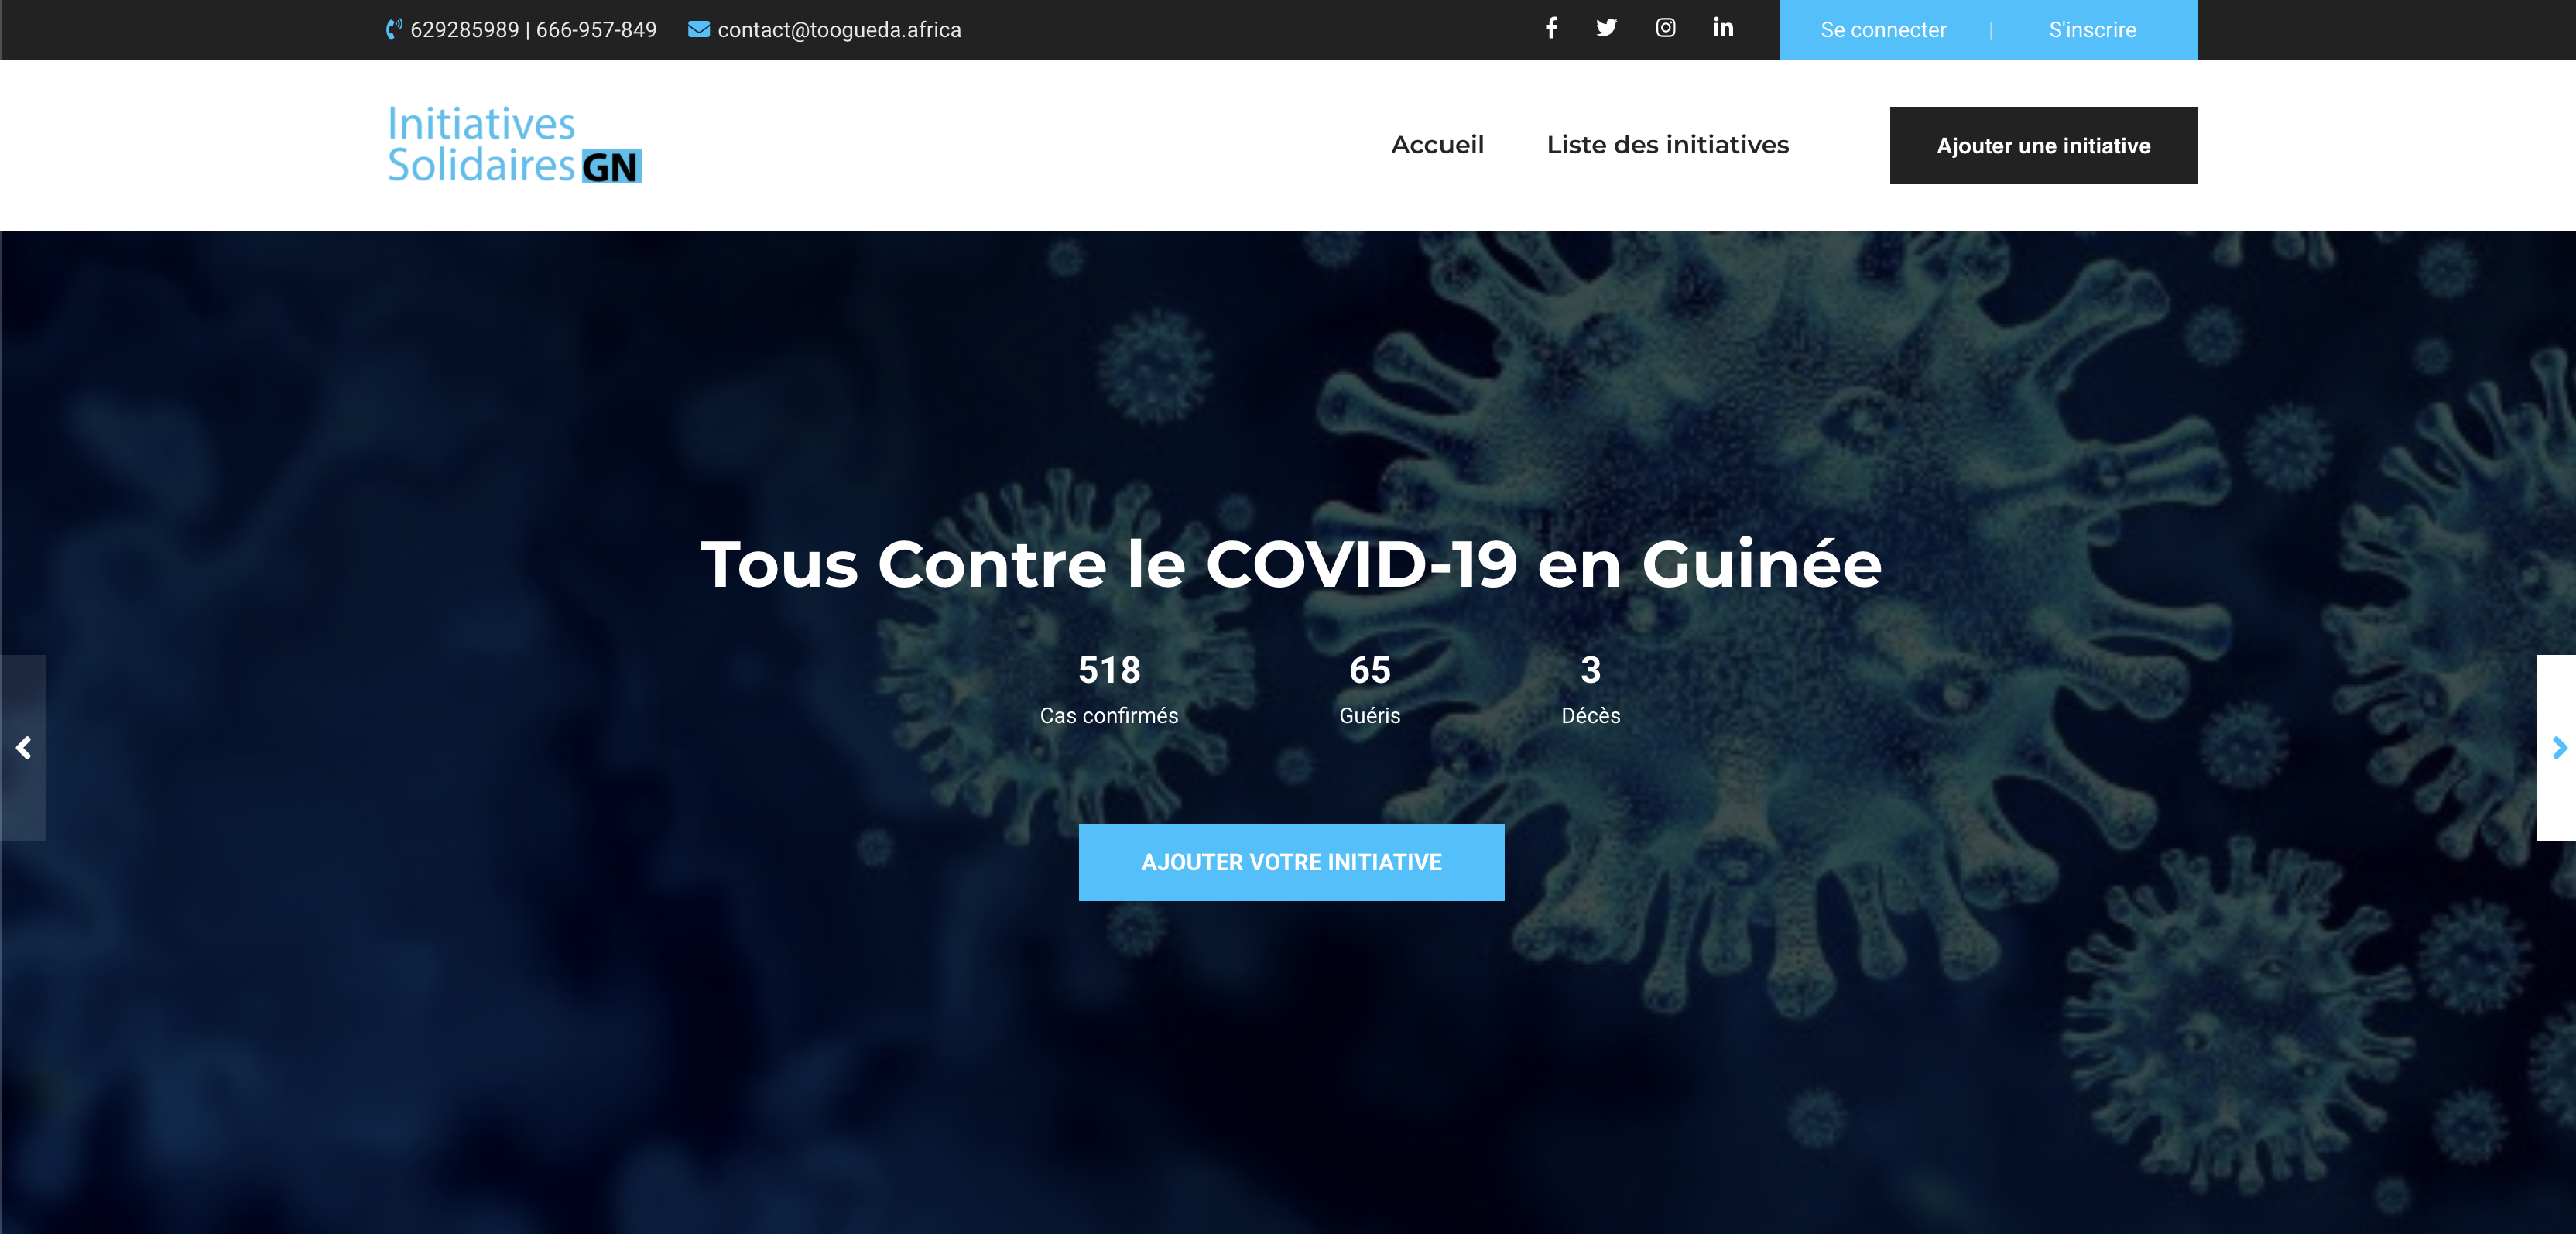 629285989 | 666-957-849 contact@toogueda.africa Se connecter | S'inscrire
Initiatives
Solidaires GN
Accueil Liste des initiatives Ajouter une initiative
Tous Contre le COVID-19 en Guinée
518 65 3
Cas confirmés Guéris Décès
AJOUTER VOTRE INITIATIVE